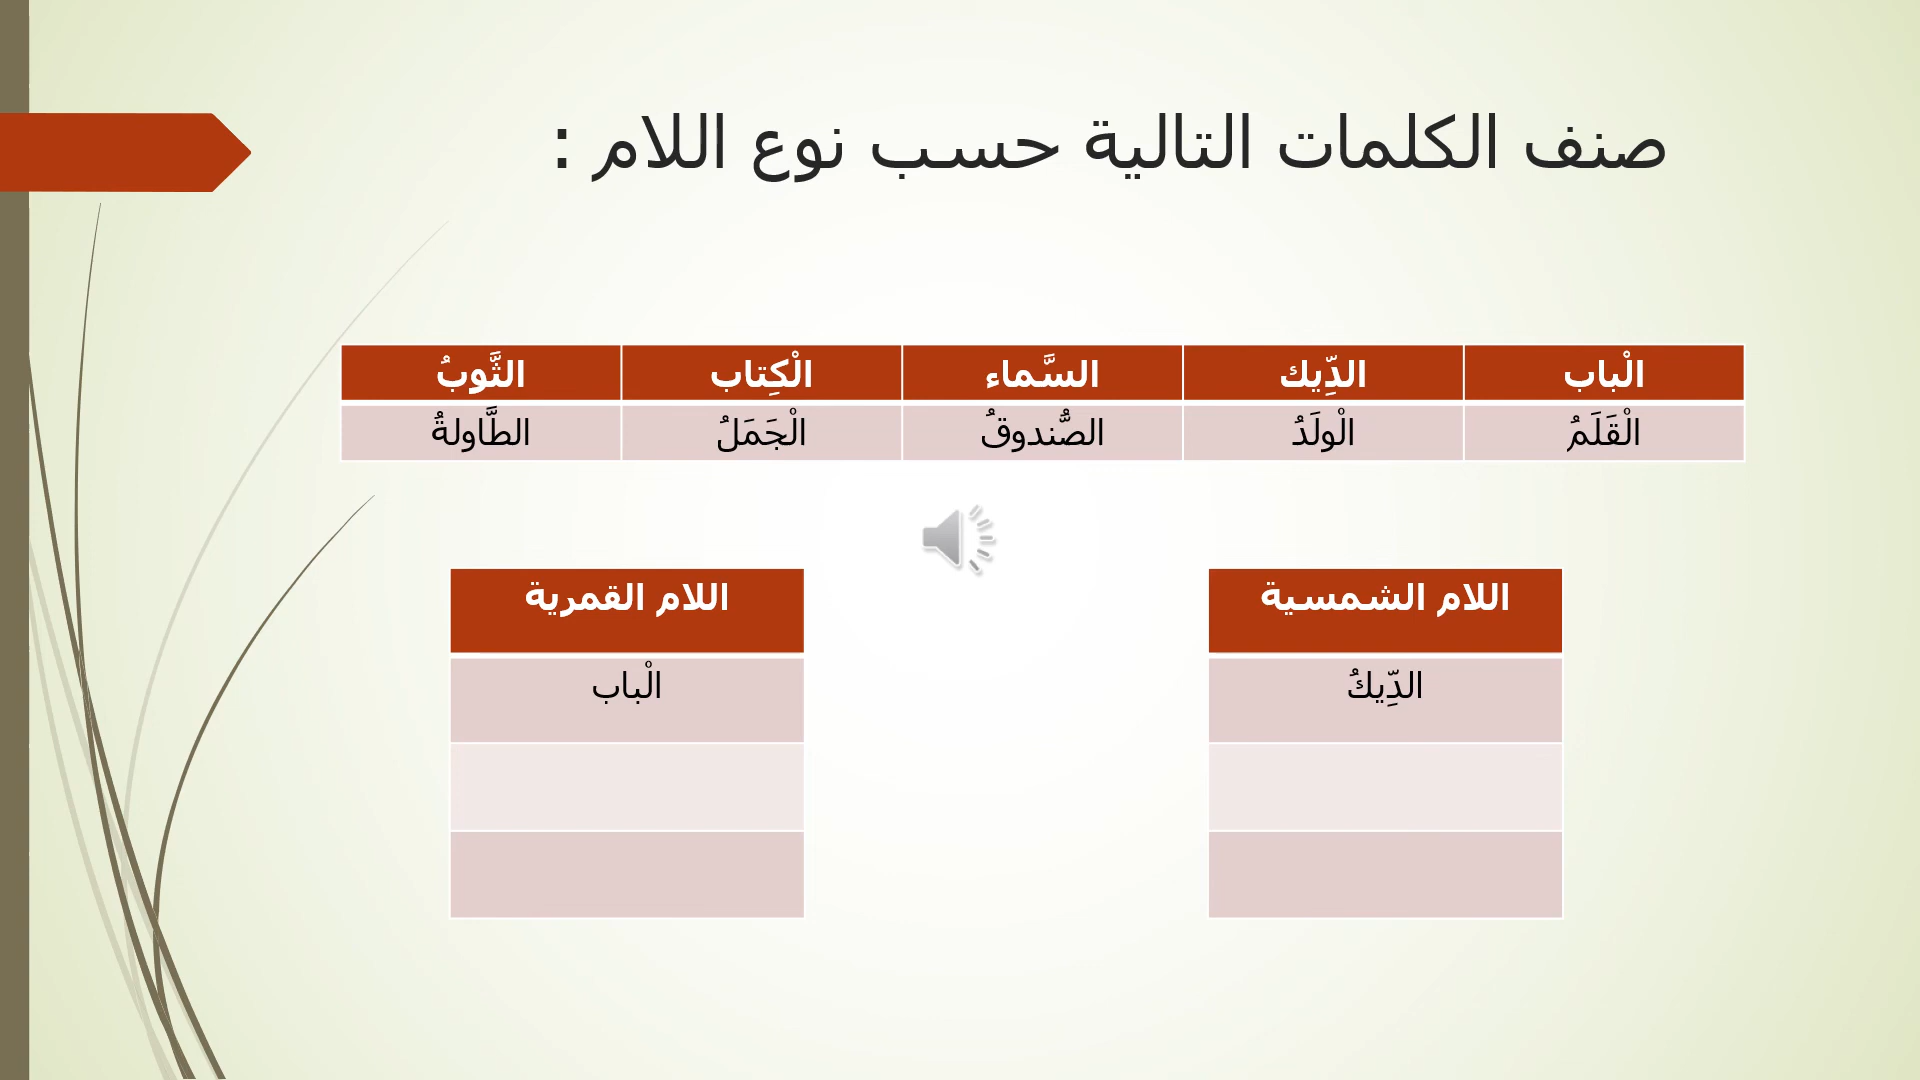 صنف الكلمات التالية حسب نوع اللام :
الْباب الدِّيك السَّماء الْكِتاب الثَّوبُ
الْقَلَمُ الْولَدُ الصُّندوقُ الْجَمَلُ الطَّاولةُ
اللام الشمسية اللام القمرية
الدِّيكُ الْباب